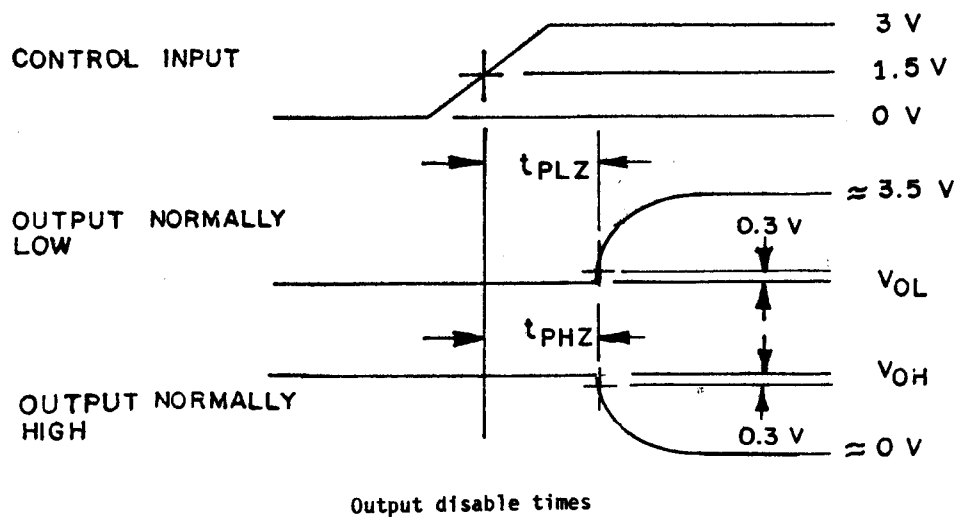 3 V
CONTROL INPUT
1.5 V
0 V
tPLZ
≈ 3.5 V
OUTPUT NORMALLY
LOW
0.3 V
VOL
tPHZ
VOH
OUTPUT NORMALLY
HIGH
0.3 V
≈ 0 V
Output disable times